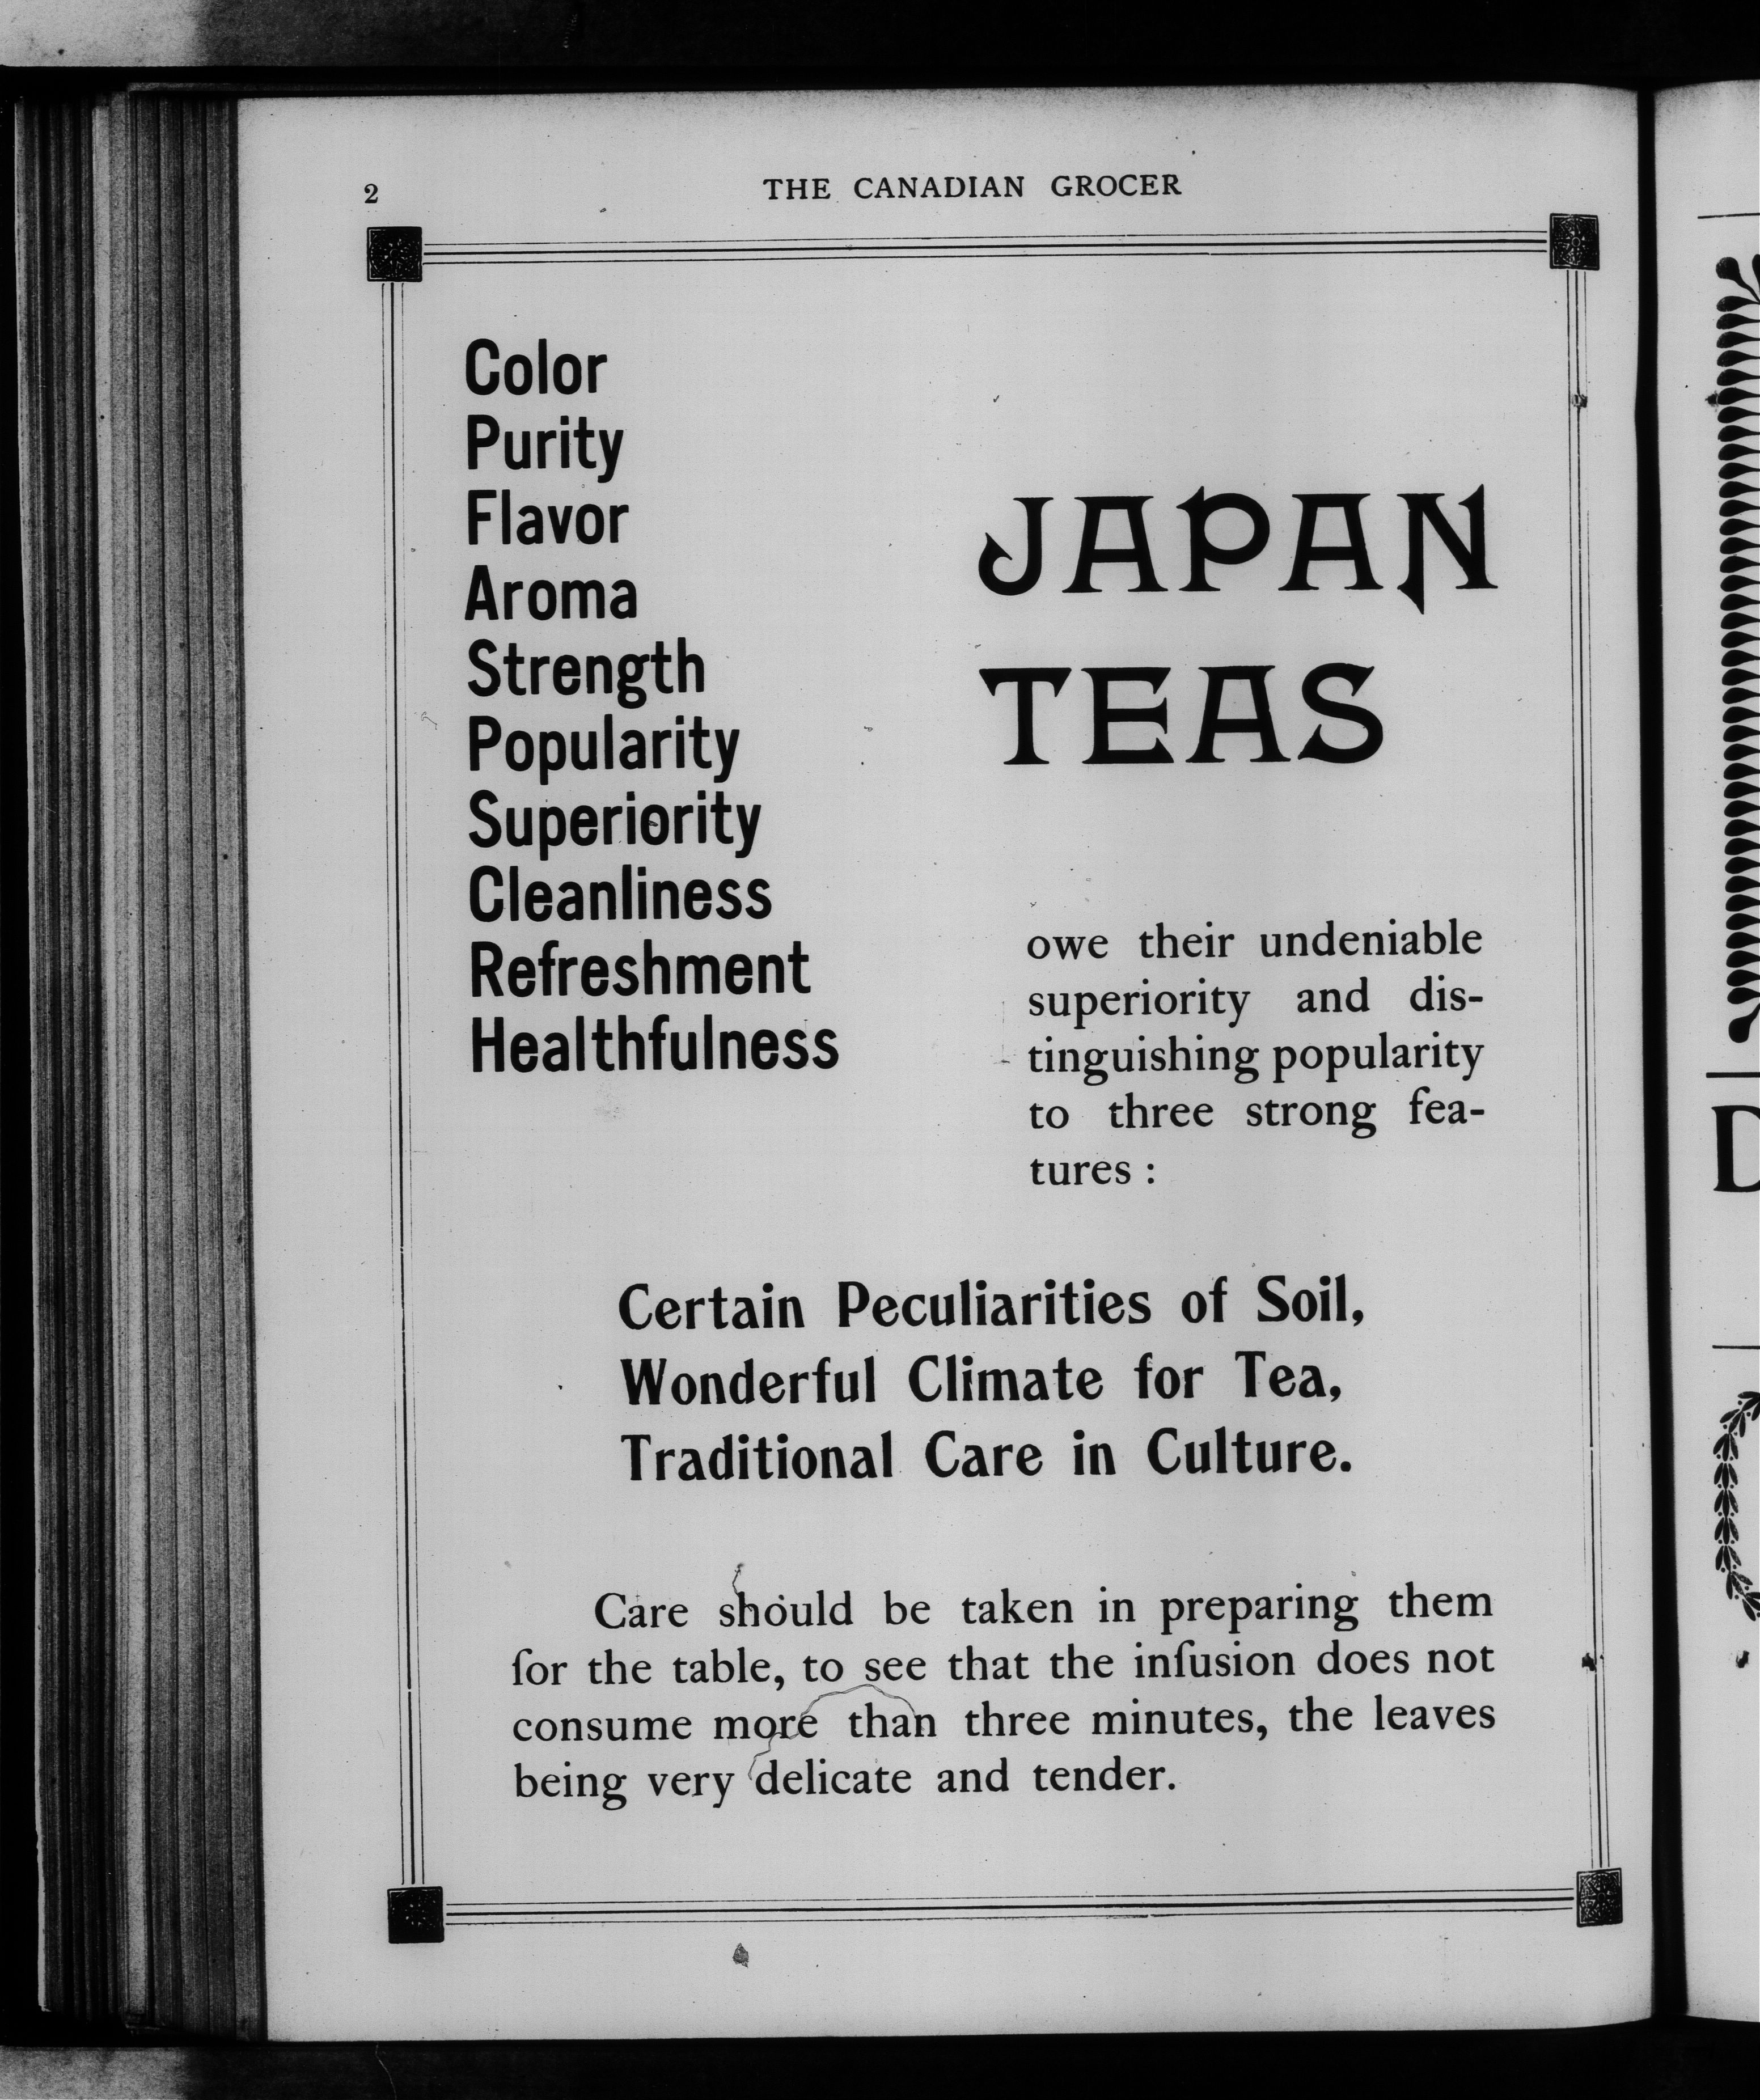 2
THE CANADIAN GROCER
Color
Purity
Flavor
Aroma
Strength
Popularity
Superiority
Cleanliness
Refreshment
Healthfulness
JAPAN
TEAS
owe their undeniable
superiority and dis-
tinguishing popularity
to three strong fea-
tures :
Certain Peculiarities of Soil,
Wonderful Climate for Tea,
Traditional Care in Culture.
Care should be taken in preparing them
for the table, to see that the infusion does not
consume more than three minutes, the leaves
being very delicate and tender.
D